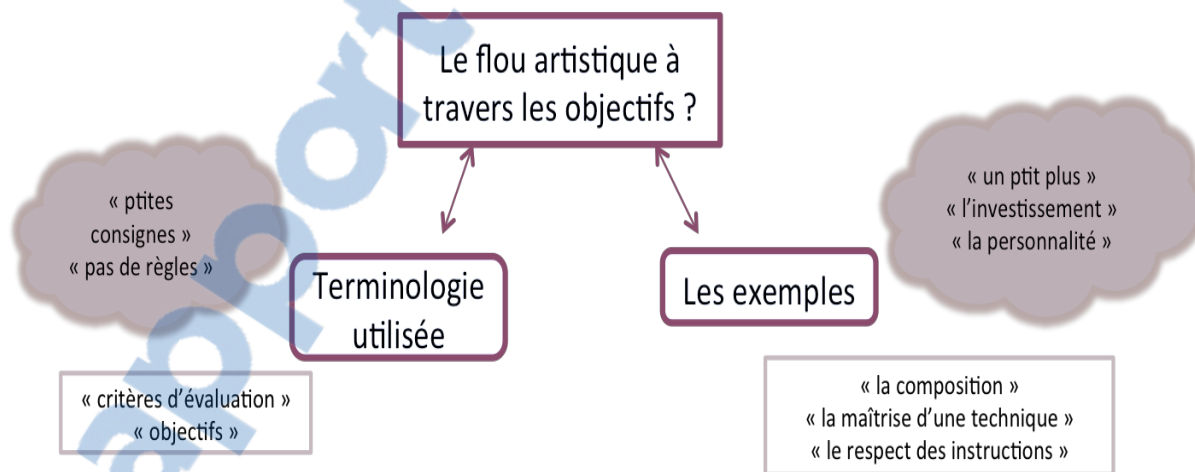 Le flou artistique à
travers les objectifs ?
« ptites
consignes »
« pas de règles »
« un ptit plus »
« l’investissement »
« la personnalité »
Terminologie
utilisée
Les exemples
« critères d’évaluation »
« objectifs »
« la composition »
« la maîtrise d’une technique »
« le respect des instructions »